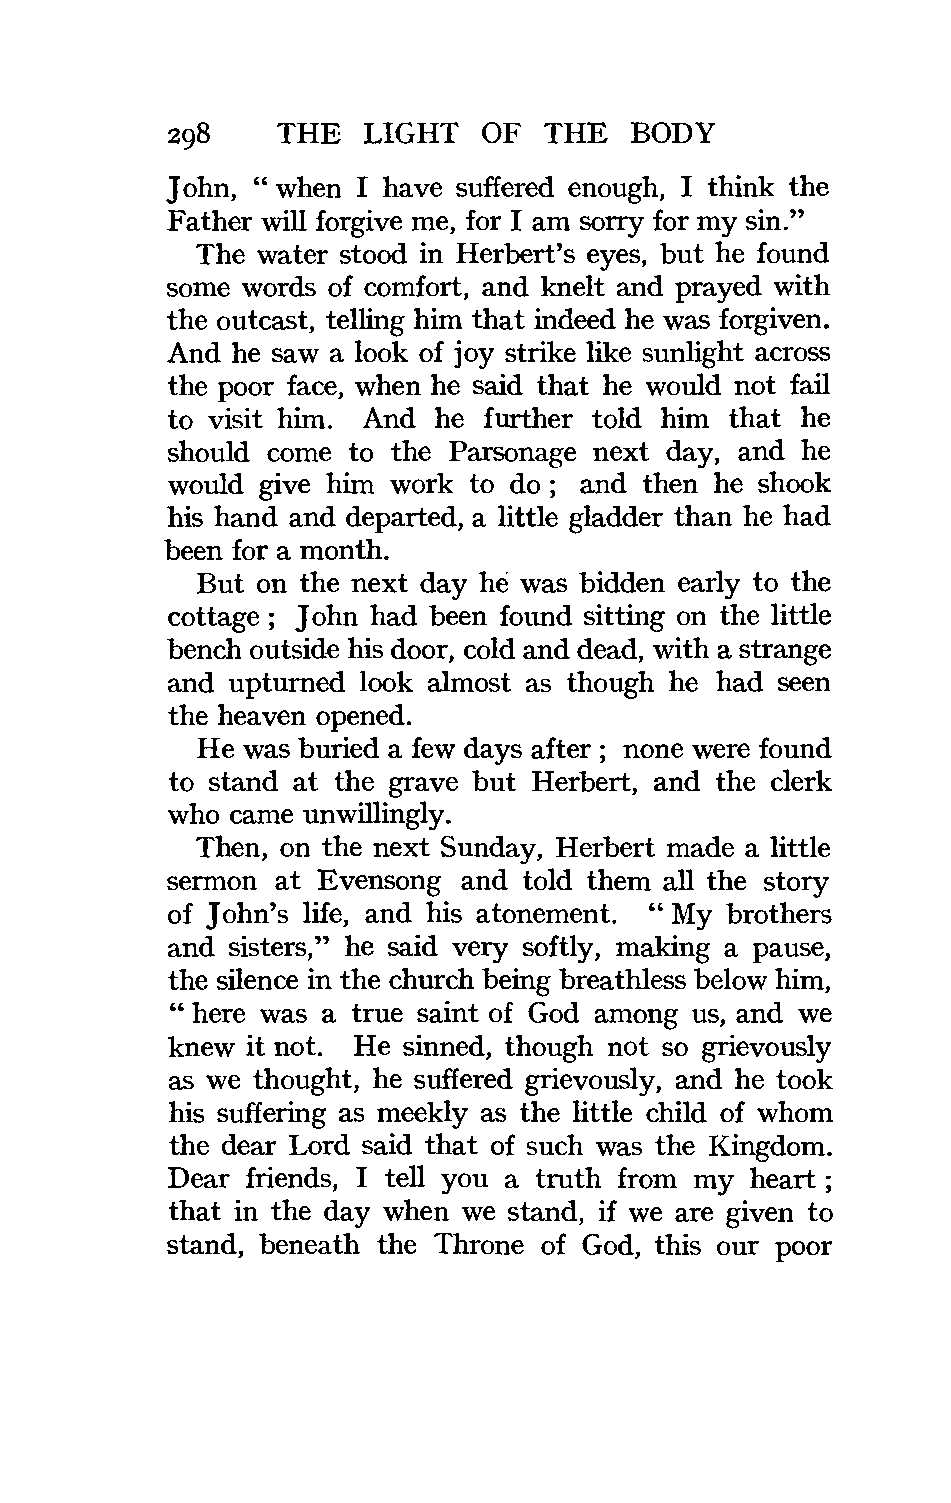 298 THE LIGHT OF THE BODY
John, “ when I have suffered enough, I think the
Father will forgive me, for I am sorry for my sin.”
The water stood in Herbert’s eyes, but he found
some words of comfort, and knelt and prayed with
the outcast, telling him that indeed he was forgiven.
And he saw a look of joy strike like sunlight across
the poor face, when he said that he would not fail
to visit him. And he further told him that he
should come to the Parsonage next day, and he
would give him work to do ; and then he shook
his hand and departed, a little gladder than he had
been for a month.
But on the next day he was bidden early to the
cottage ; John had been found sitting on the little
bench outside his door, cold and dead, with a strange
and upturned look almost as though he had seen
the heaven opened.
He was buried a few days after ; none were found
to stand at the grave but Herbert, and the clerk
who came unwillingly.
Then, on the next Sunday, Herbert made a little
sermon at Evensong and told them all the story
of John’s life, and his atonement. “ My brothers
and sisters,” he said very softly, making a pause,
the silence in the church being breathless below him,
“ here was a true saint of God among us, and we
knew it not. He sinned, though not so grievously
as we thought, he suffered grievously, and he took
his suffering as meekly as the little child of whom
the dear Lord said that of such was the Kingdom.
Dear friends, I tell you a truth from my heart ;
that in the day when we stand, if we are given to
stand, beneath the Throne of God, this our poor